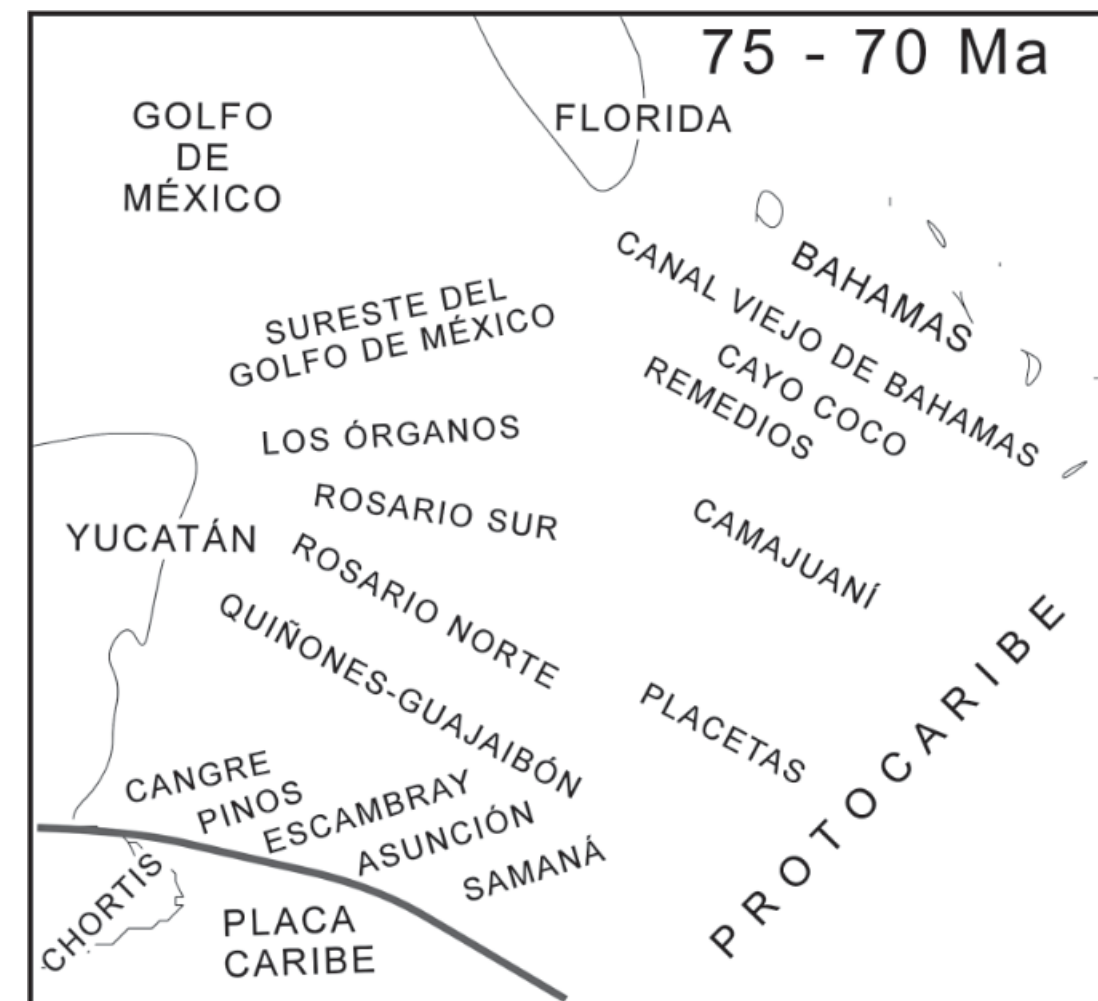 75 - 70 Ma
GOLFO
DE
MÉXICO
FLORIDA
BAHAMAS
CANAL VIEJO DE BAHAMAS
CAYO COCO
REMEDIOS
SURESTE DEL
GOLFO DE MÉXICO
LOS ÓRGANOS
ROSARIO SUR
YUCATÁN
ROSARIO NORTE
CAMAJUANÍ
QUIÑONES-GUAJAIBÓN
PLACETAS
PROTOCARIBE
CANGRE
PINOS
ESCAMBRAY
ASUNCIÓN
SAMANÁ
CHORTIS
PLACA
CARIBE